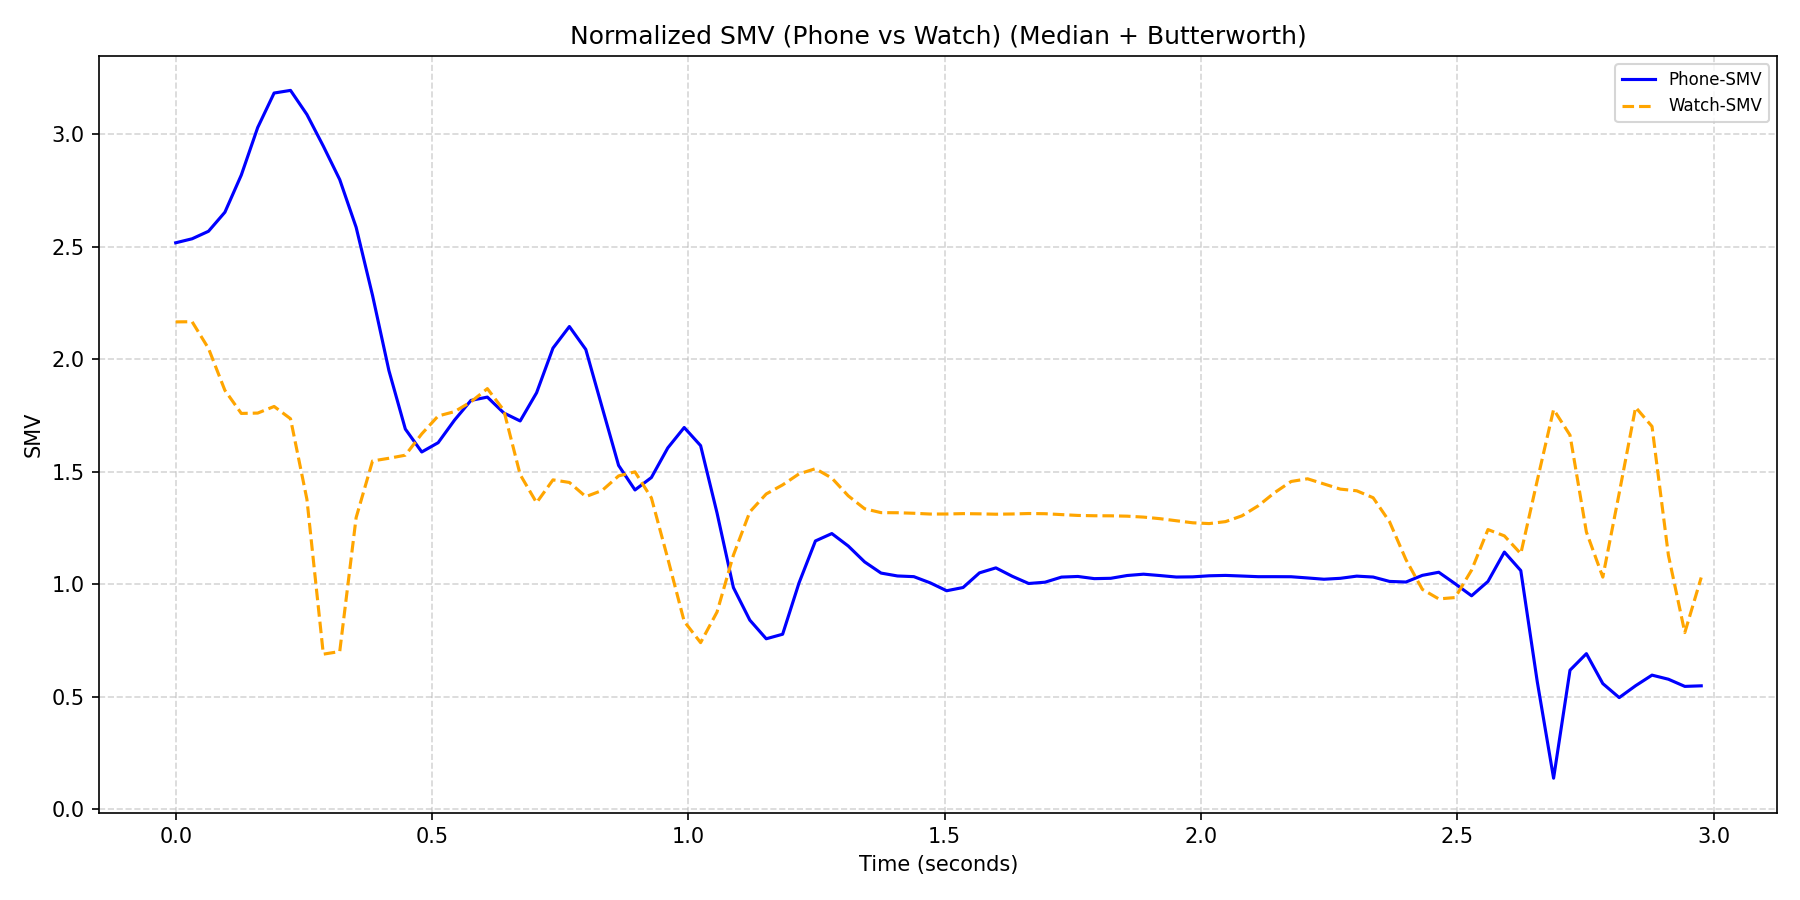 Normalized SMV (Phone vs Watch) (Median + Butterworth)
Phone-SMV
Watch-SMV
SMV
3.0
2.5
2.0
1.5
1.0
0.5
0.0
0.0 0.5 1.0 1.5 2.0 2.5 3.0
Time (seconds)